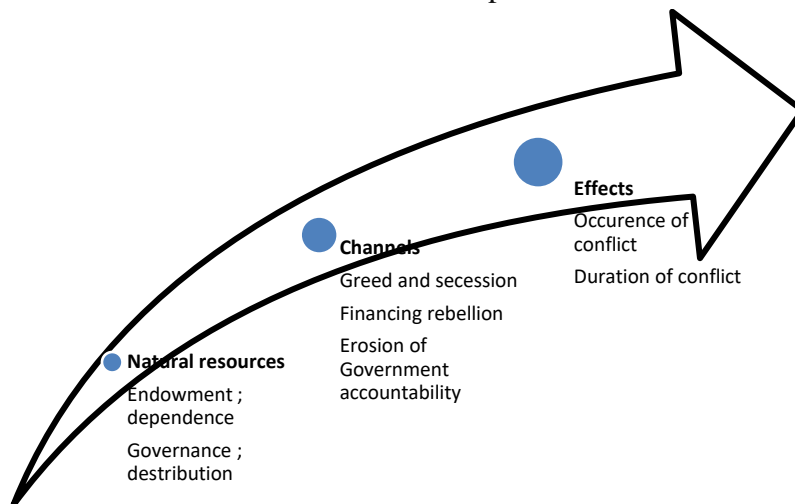 Natural resources
Endowment ;
dependence
Governance ;
destribution
Channels
Greed and secession
Financing rebellion
Erosion of
Government
accountability
Effects
Occurence of
conflict
Duration of conflict